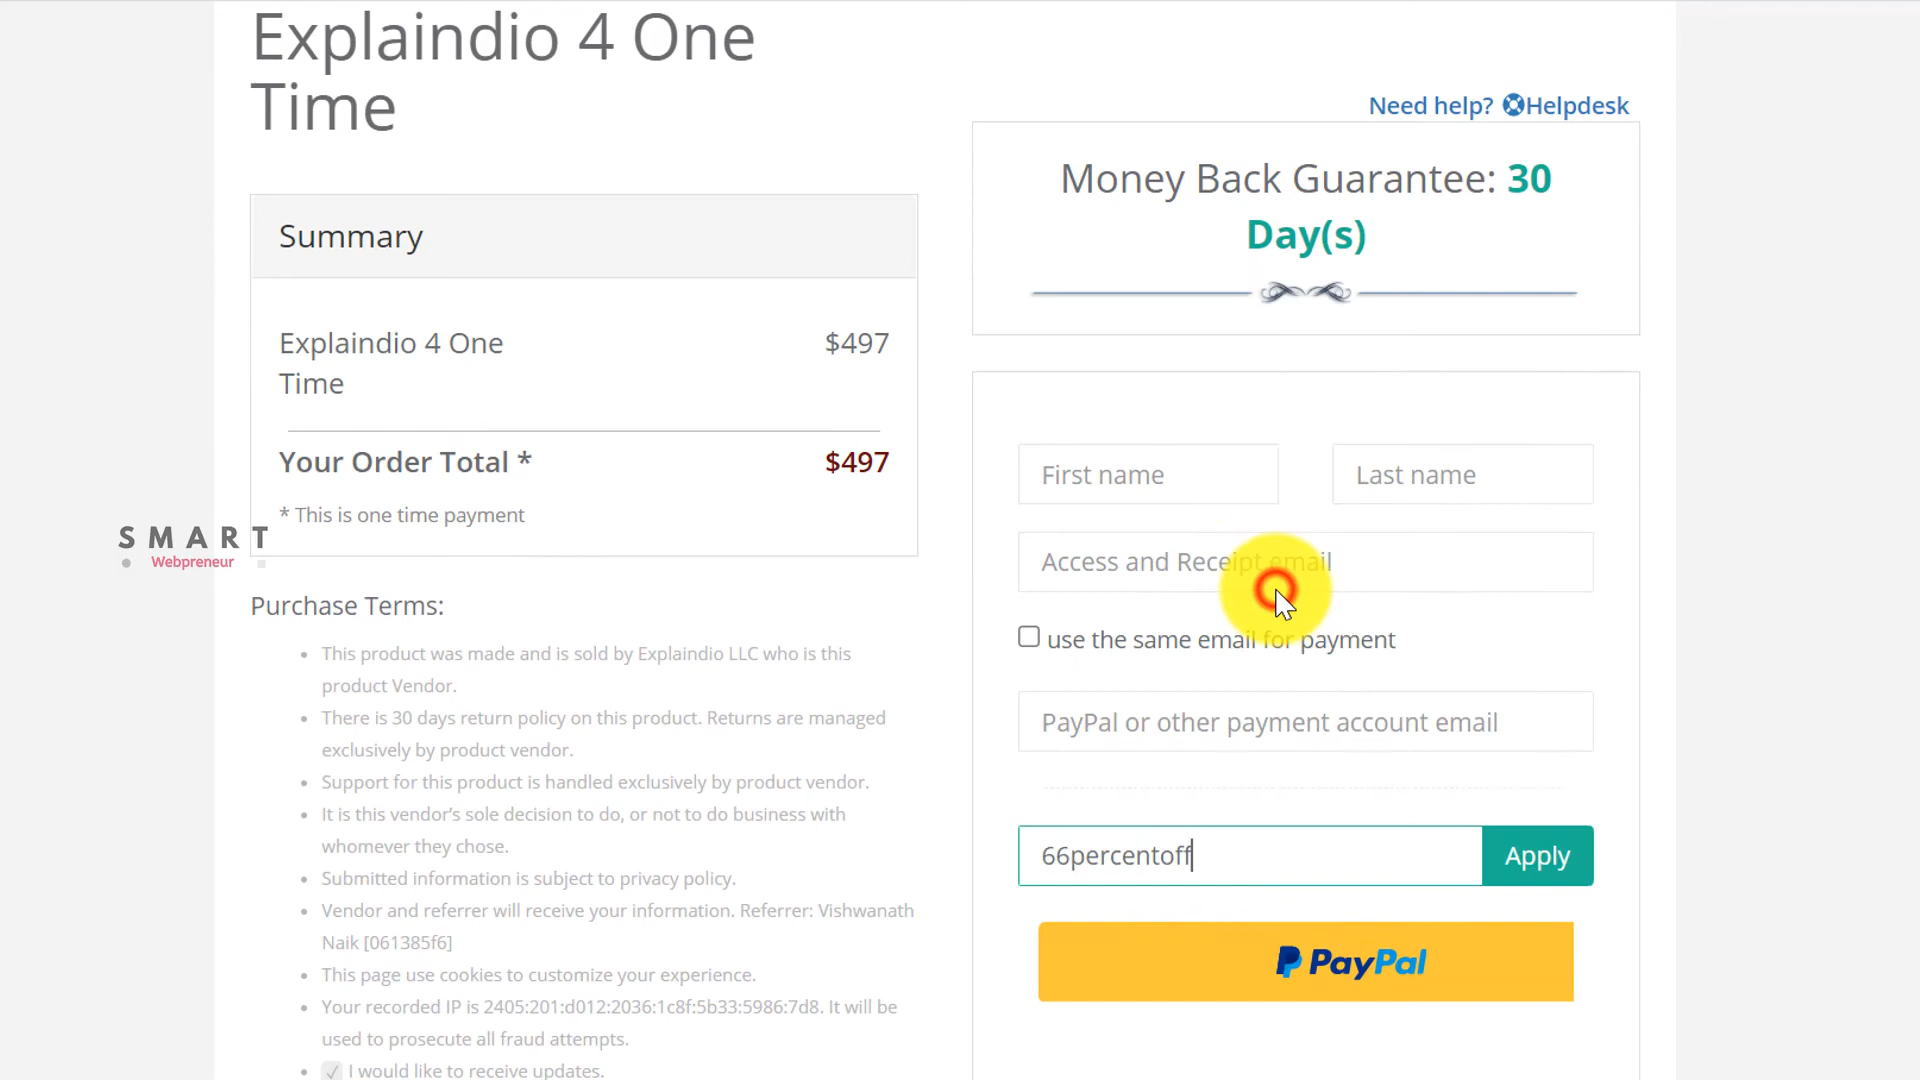 Explaindio 4 One
Time
Need help? Helpdesk
Money Back Guarantee: 30
Day(s)
Summary
Explaindio 4 One
Time
$497
Your Order Total *
$497
* This is one time payment
S M A R T
Webpreneur
First name
Last name
Access and Receipt email
use the same email for payment
PayPal or other payment account email
66percentoff
Apply
PayPal
Purchase Terms:
This product was made and is sold by Explaindio LLC who is this
product Vendor.
There is 30 days return policy on this product. Returns are managed
exclusively by product vendor.
Support for this product is handled exclusively by product vendor.
It is this vendor’s sole decision to do, or not to do business with
whomever they chose.
Submitted information is subject to privacy policy.
Vendor and referrer will receive your information. Referrer: Vishwanath
Naik [061385f6]
This page use cookies to customize your experience.
Your recorded IP is 2405:201:d012:2036:1c8f:5b33:5986:7d8. It will be
used to prosecute all fraud attempts.
I would like to receive updates.